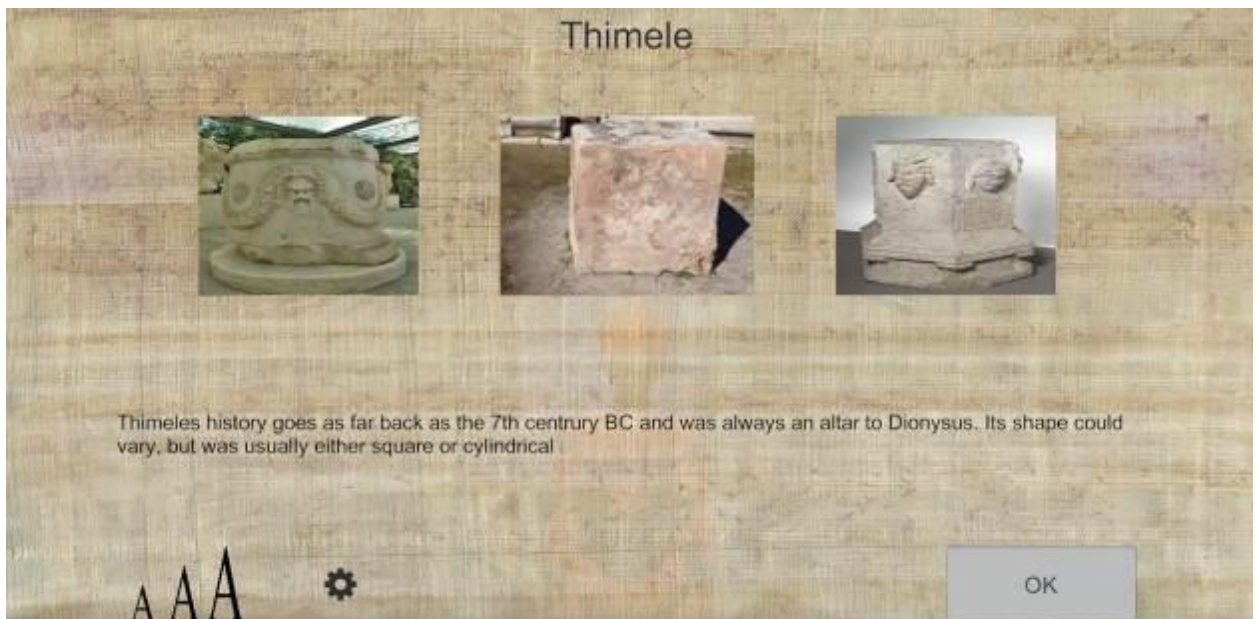 Thimele
Thimeles history goes as far back as the 7th centrury BC and was always an altar to Dionysus. Its shape could
vary, but was usually either square or cylindrical
A A A
OK